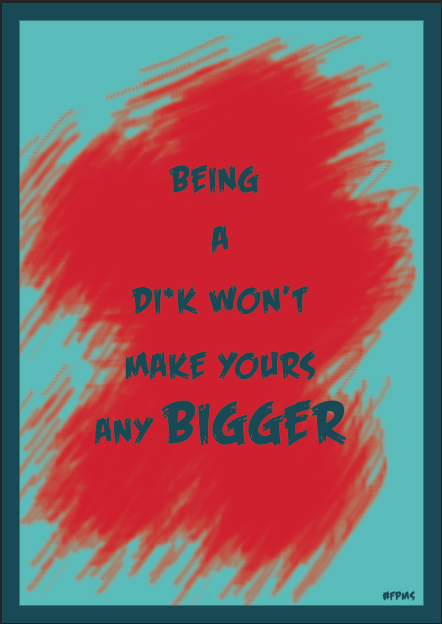 BEING
A
DI*K WON'T
MAKE YOURS
ANY BIGGER
#FPMS